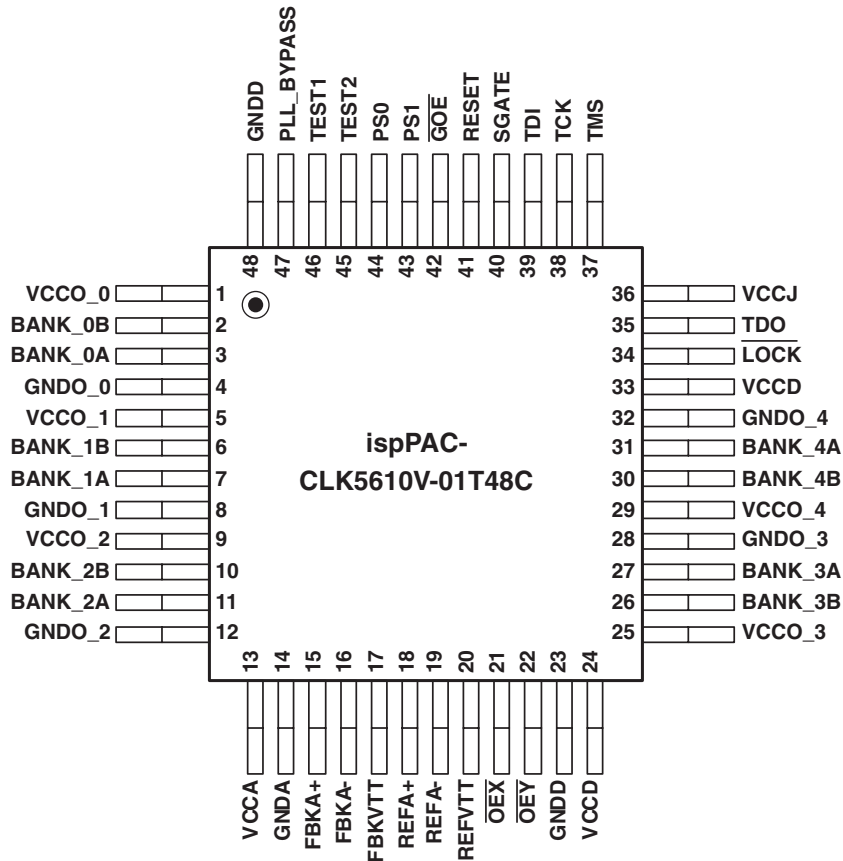 GNDD
PLL_BYPASS
TEST1
TEST2
PS0
PS1
GOE
RESET
SGATE
TDI
TCK
TMS
48
47
46
45
44
43
42
41
40
39
38
37
VCCO_0 1
BANK_0B 2
BANK_0A 3
GNDO_0 4
VCCO_1 5
BANK_1B 6
BANK_1A 7
GNDO_1 8
VCCO_2 9
BANK_2B 10
BANK_2A 11
GNDO_2 12
ispPAC-
CLK5610V-01T48C
36 VCCJ
35 TDO
34 LOCK
33 VCCD
32 GNDO_4
31 BANK_4A
30 BANK_4B
29 VCCO_4
28 GNDO_3
27 BANK_3A
26 BANK_3B
25 VCCO_3
13
14
15
16
17
18
19
20
21
22
23
24
VCCA
GNDA
FBKA+
FBKA-
FBKVTT
REFA+
REFA-
REFVTT
OEX
OEY
GNDD
VCCD